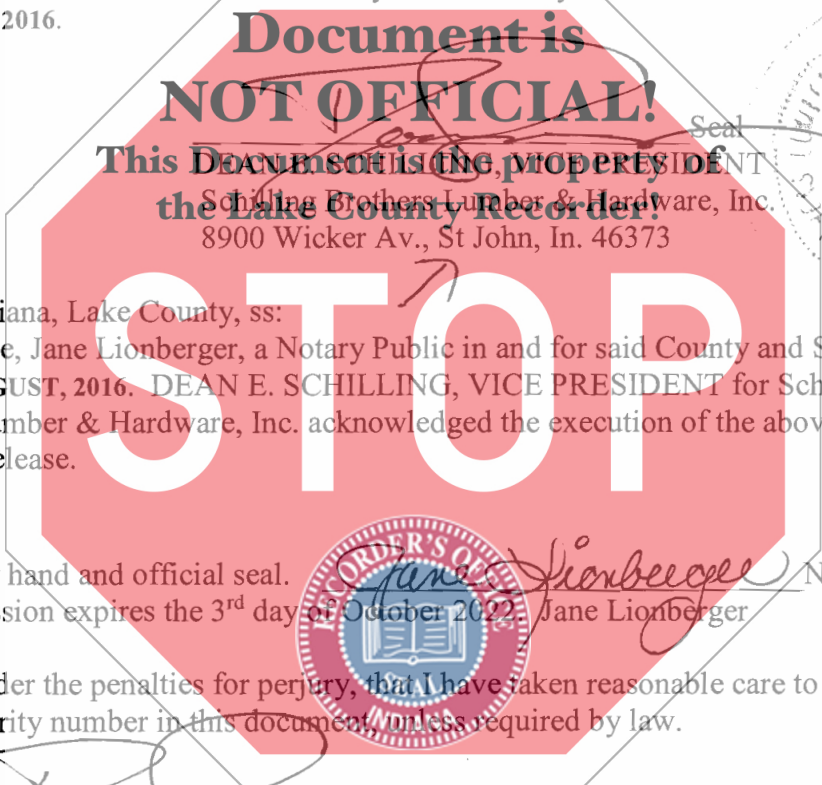 2016.
Document is
NOT OFFICIAL!
Seal
This Document is the property of
DEAN E. SCHILLING, VICE PRESIDENT
Schilling Brothers Lumber & Hardware, Inc.
the Lake County Recorder!
8900 Wicker Av., St John, In. 46373
STOP
iana, Lake County, ss:
e, Jane Lionberger, a Notary Public in and for said County and S
GUST, 2016. DEAN E. SCHILLING, VICE PRESIDENT for Sch
mber & Hardware, Inc. acknowledged the execution of the abov
elease.
hand and official seal. Jane Lionberger N
sion expires the 3rd day of October 2022. Jane Lionberger
RECORDER'S OFFICE
SEAL
INDIANA
der the penalties for perjury, that I have taken reasonable care to
rity number in this document, unless required by law.